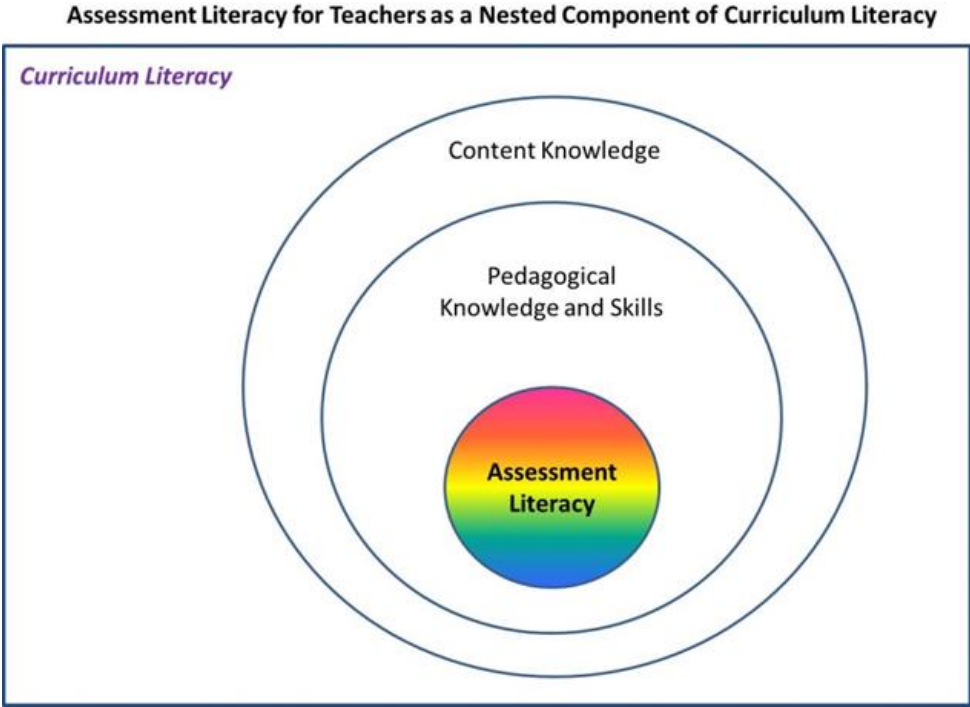 Assessment Literacy for Teachers as a Nested Component of Curriculum Literacy
Curriculum Literacy
Content Knowledge
Pedagogical
Knowledge and Skills
Assessment
Literacy